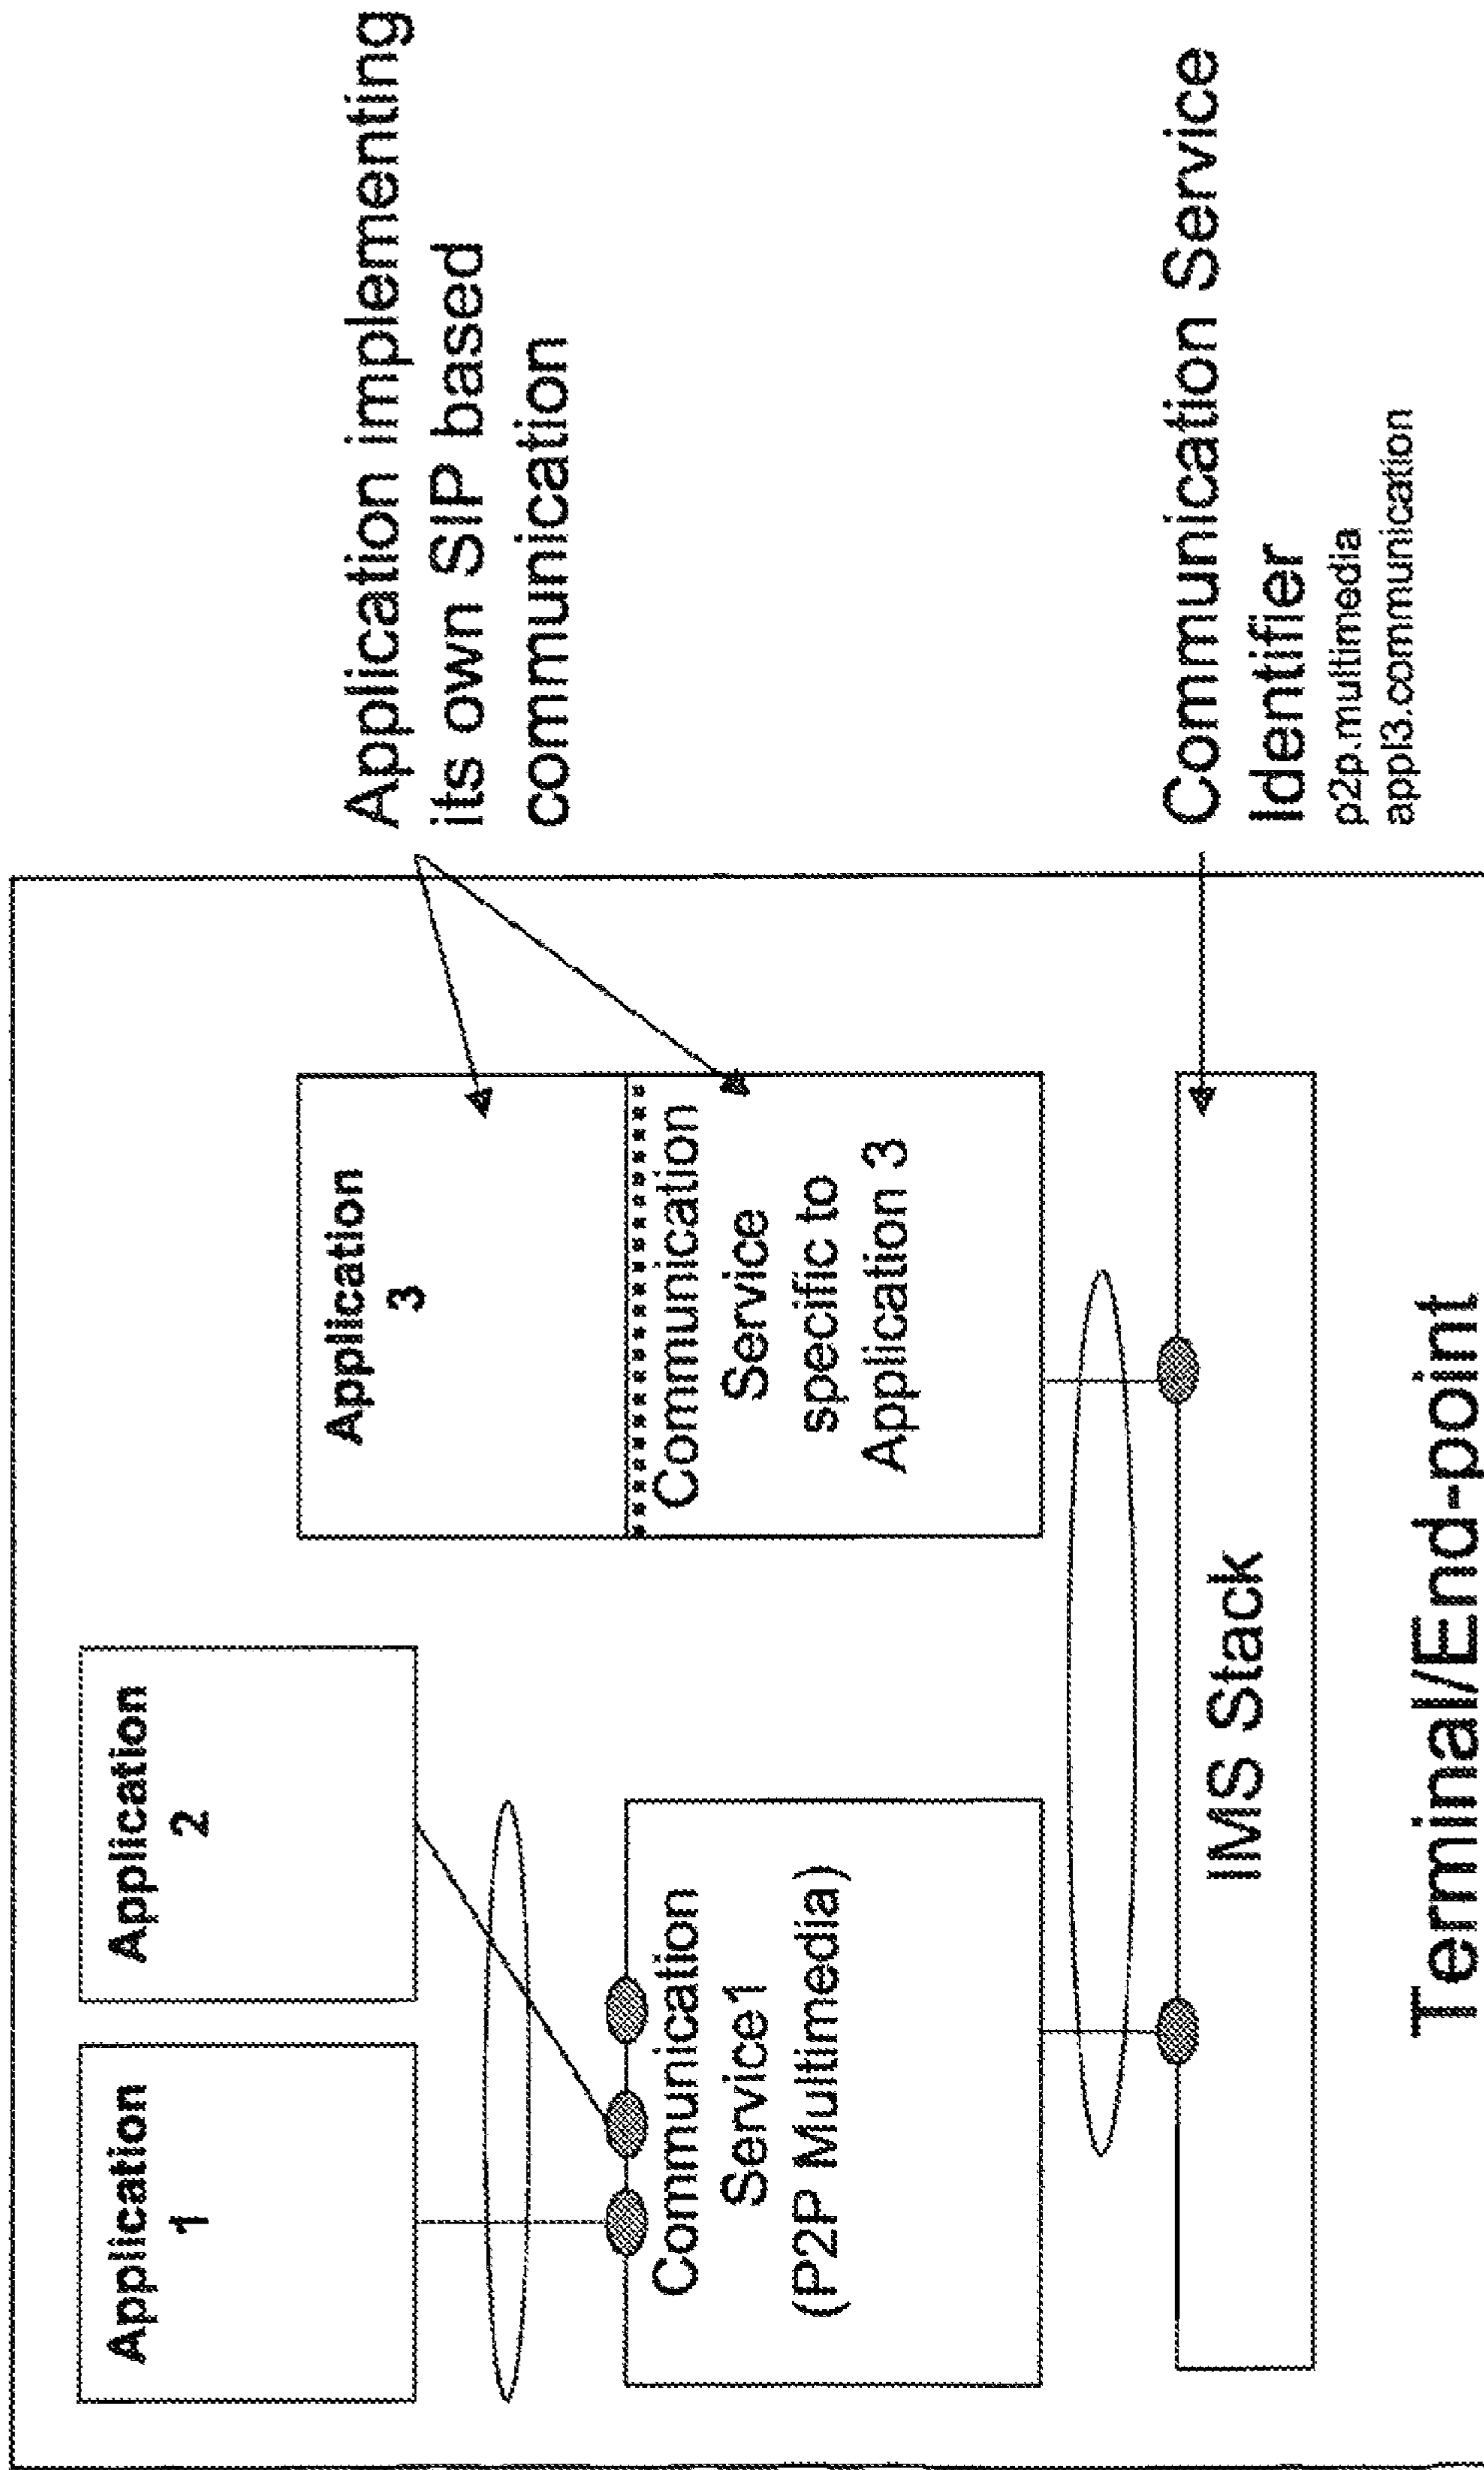 Application
1
Application
2
Application
3
Communication
Service1
(P2P Multimedia)
Communication
Service
specific to
Application 3
IMS Stack
Terminal/End-point
Application implementing
its own SIP based
communication
Communication Service
Identifier
p2p.multimedia
appl3.communication